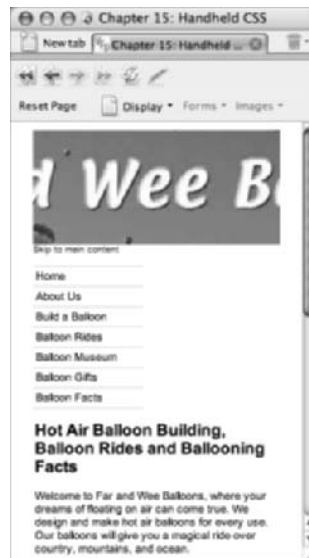 Chapter 15: Handheld CSS
New tab Chapter 15: Handheld ...
Reset Page Display Forms Images
d Wee B
Skip to main content
Home
About Us
Build a Balloon
Balloon Rides
Balloon Museum
Balloon Gifts
Balloon Facts
Hot Air Balloon Building,
Balloon Rides and Ballooning
Facts
Welcome to Far and Wee Balloons, where your
dreams of floating on air can come true. We
design and make hot air balloons for every use.
Our balloons will give you a magical ride over
country, mountains, and ocean.